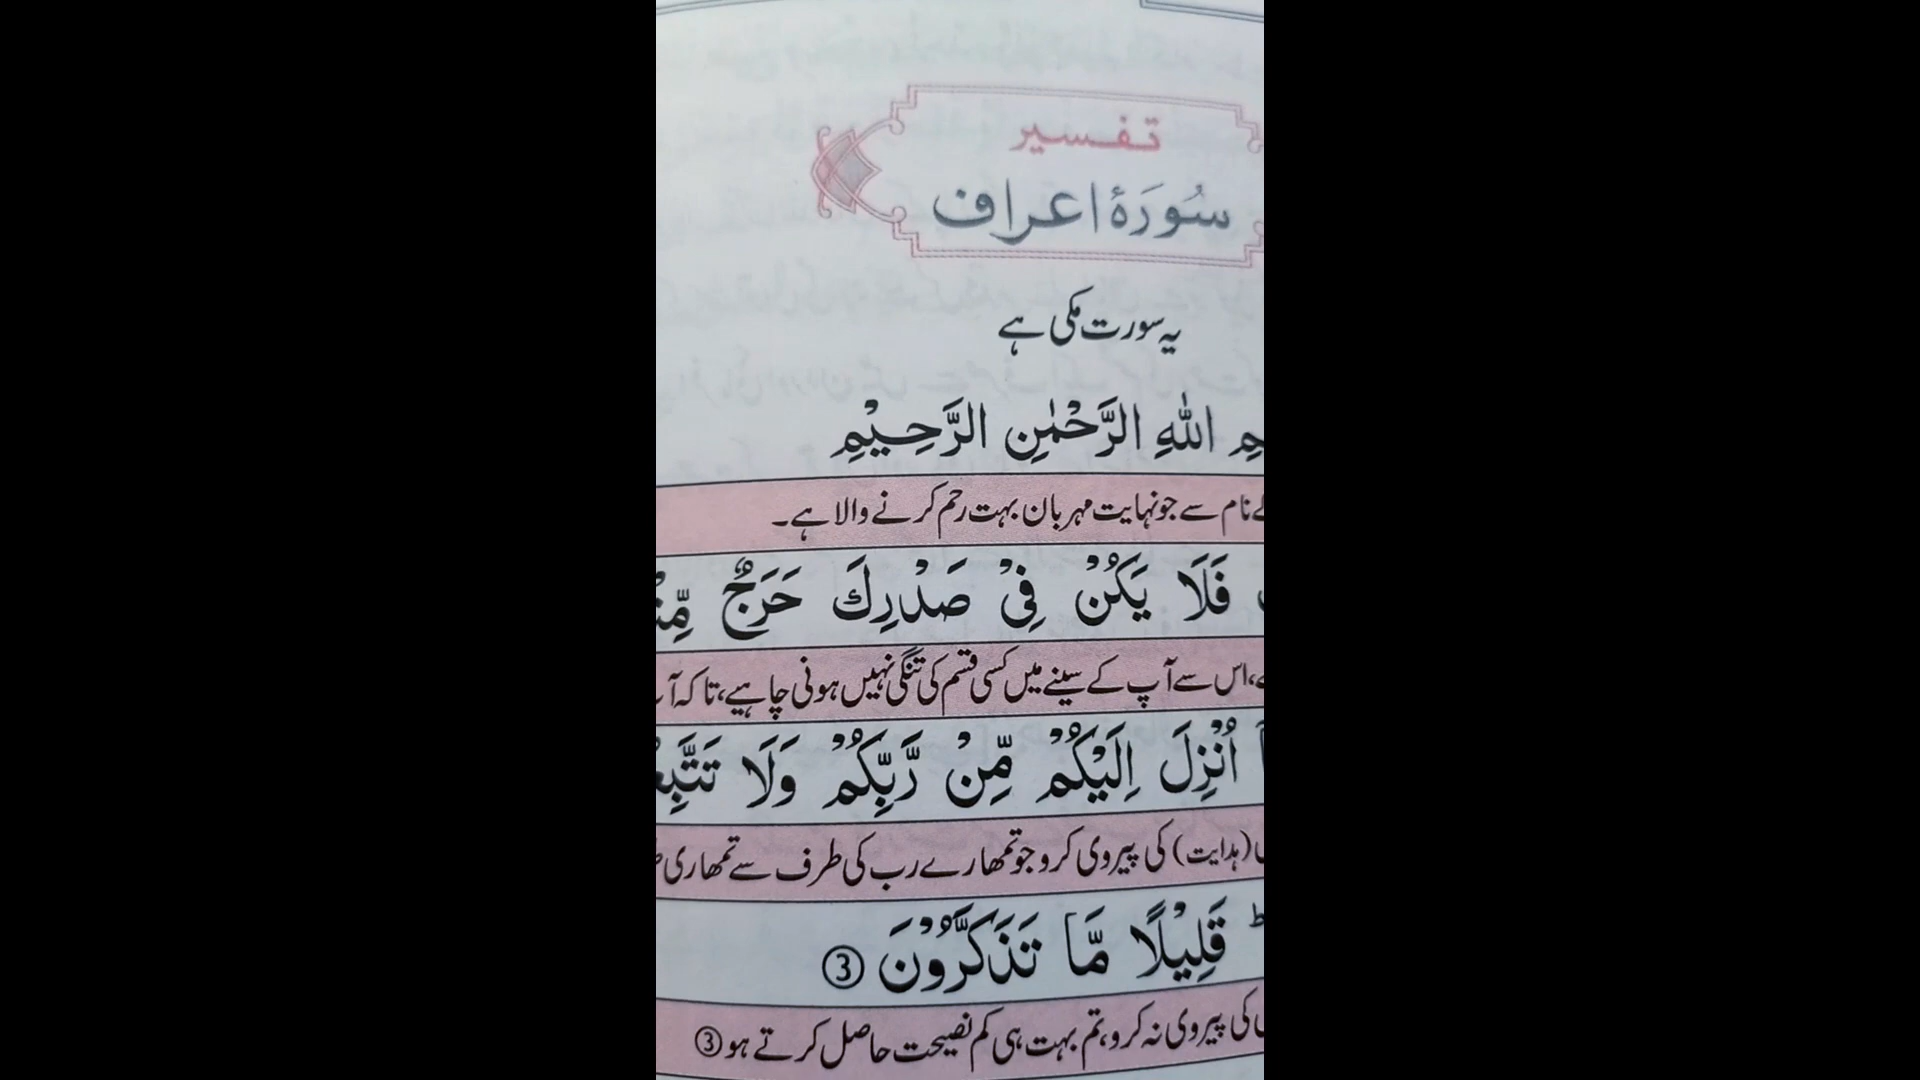 تفسیر
سُورَۂ اعراف
یہ سورت مکی ہے
اللّٰهِ الرَّحْمٰنِ الرَّحِیْمِ
نام سے جو نہایت مہربان بہت رحم کرنے والا ہے۔
فَلَا یَكُنْ فِیْ صَدْرِكَ حَرَجٌ
اس سے آپ کے سینے میں کسی قسم کی تنگی نہیں ہونی چاہیے، تاکہ
اُنْزِلَ اِلَیْكُمْ مِّنْ رَّبِّكُمْ وَلَا
(ہدایت) کی پیروی کرو جو تمھارے رب کی طرف سے تمھاری
قَلِیْلًا مَّا تَذَكَّرُوْنَ ③
کی پیروی نہ کرو، تم بہت ہی کم نصیحت حاصل کرتے ہو ③